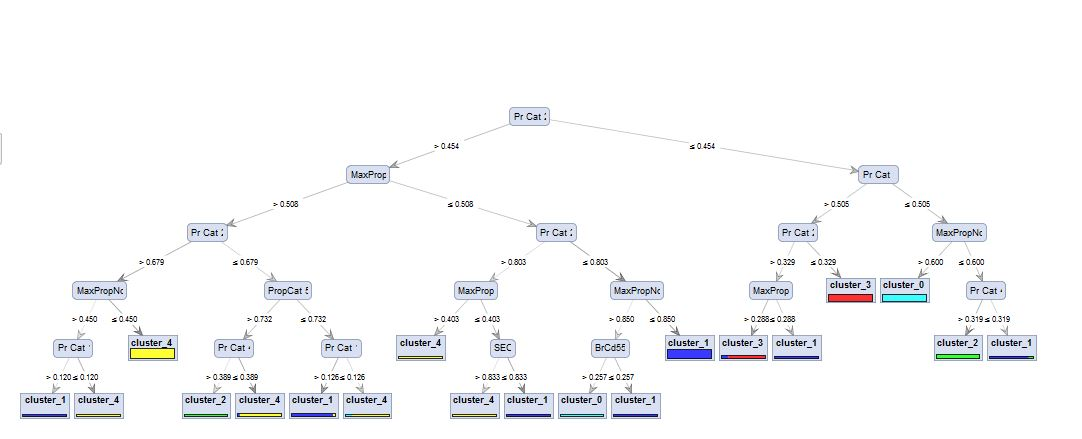 Pr Cat 2
> 0.454
≤ 0.454
MaxProp
Pr Cat
> 0.508
≤ 0.508
> 0.505
≤ 0.505
Pr Cat 2
Pr Cat 2
Pr Cat 2
MaxPropNo
> 0.679
≤ 0.679
> 0.803
≤ 0.803
> 0.329
≤ 0.329
> 0.600
≤ 0.600
MaxPropNo
PropCat 5
MaxProp
MaxPropNo
MaxProp
cluster_3
cluster_0
Pr Cat
> 0.450
≤ 0.450
> 0.732
≤ 0.732
> 0.403
≤ 0.403
> 0.850
≤ 0.850
> 0.288
≤ 0.288
> 0.319
≤ 0.319
Pr Cat
cluster_4
Pr Cat
Pr Cat
cluster_4
SEC
BrCd55
cluster_1
cluster_3
cluster_1
cluster_2
cluster_1
> 0.120
≤ 0.120
> 0.389
≤ 0.389
> 0.126
≤ 0.126
> 0.833
≤ 0.833
> 0.257
≤ 0.257
cluster_1
cluster_4
cluster_2
cluster_4
cluster_1
cluster_4
cluster_4
cluster_1
cluster_0
cluster_1